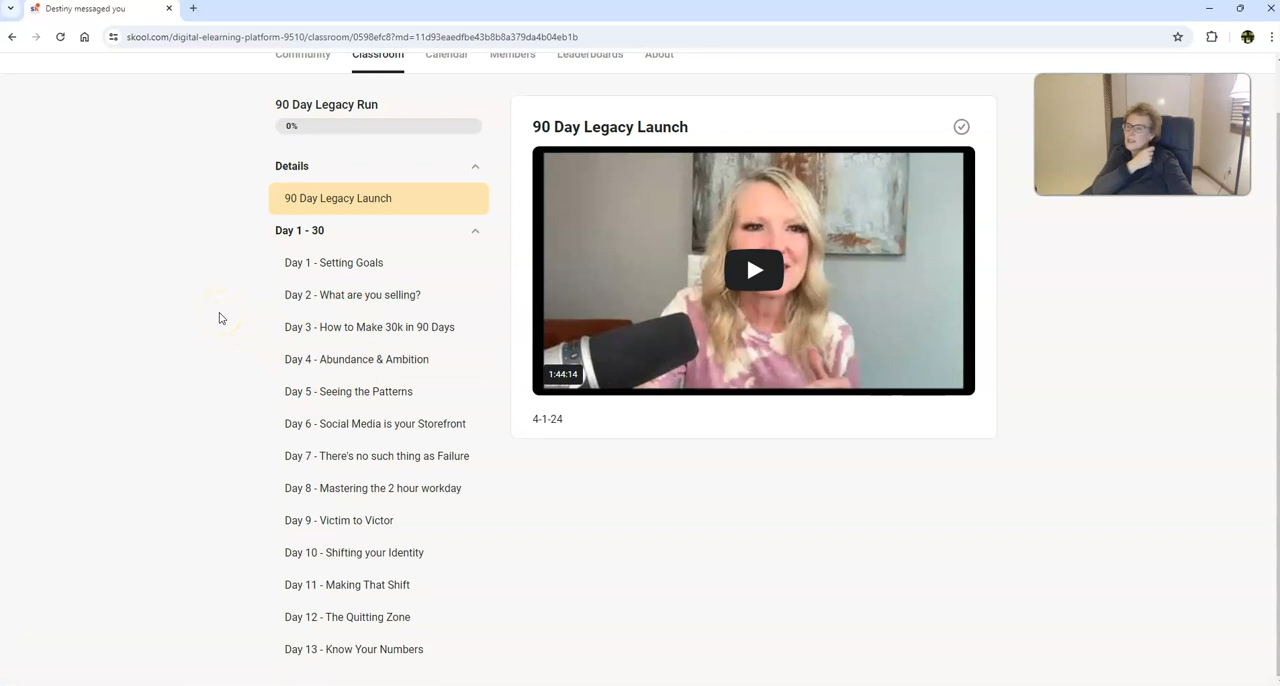 Destiny messaged you
skool.com/digital-elearning-platform-9510/classroom/0598efc8?md=11d93eaedfbe43b8b8a379da4b04eb1b
Community Classroom Calendar Members Leaderboards About
90 Day Legacy Run
0%
Details
90 Day Legacy Launch
Day 1 - 30
Day 1 - Setting Goals
Day 2 - What are you selling?
Day 3 - How to Make 30k in 90 Days
Day 4 - Abundance & Ambition
Day 5 - Seeing the Patterns
Day 6 - Social Media is your Storefront
Day 7 - There's no such thing as Failure
Day 8 - Mastering the 2 hour workday
Day 9 - Victim to Victor
Day 10 - Shifting your Identity
Day 11 - Making That Shift
Day 12 - The Quitting Zone
Day 13 - Know Your Numbers
90 Day Legacy Launch
1:44:14
4-1-24